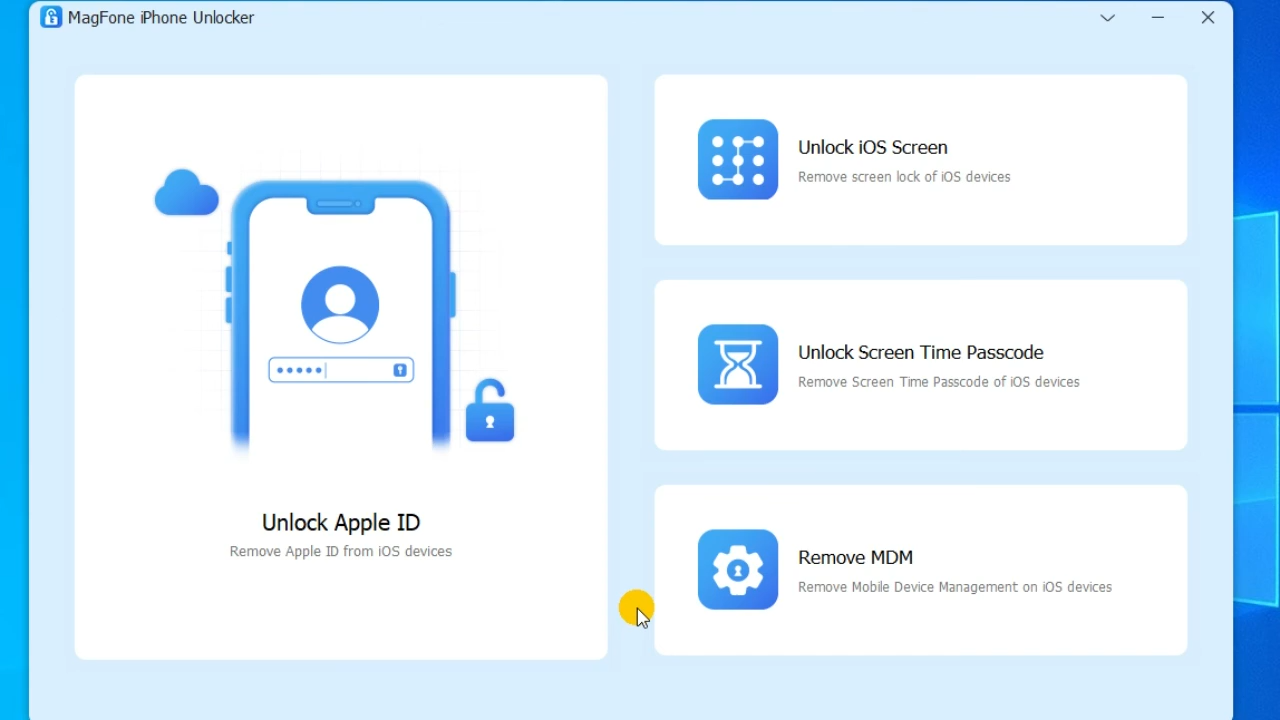 MagFone iPhone Unlocker
Unlock Apple ID
Remove Apple ID from iOS devices
Unlock iOS Screen
Remove screen lock of iOS devices
Unlock Screen Time Passcode
Remove Screen Time Passcode of iOS devices
Remove MDM
Remove Mobile Device Management on iOS devices